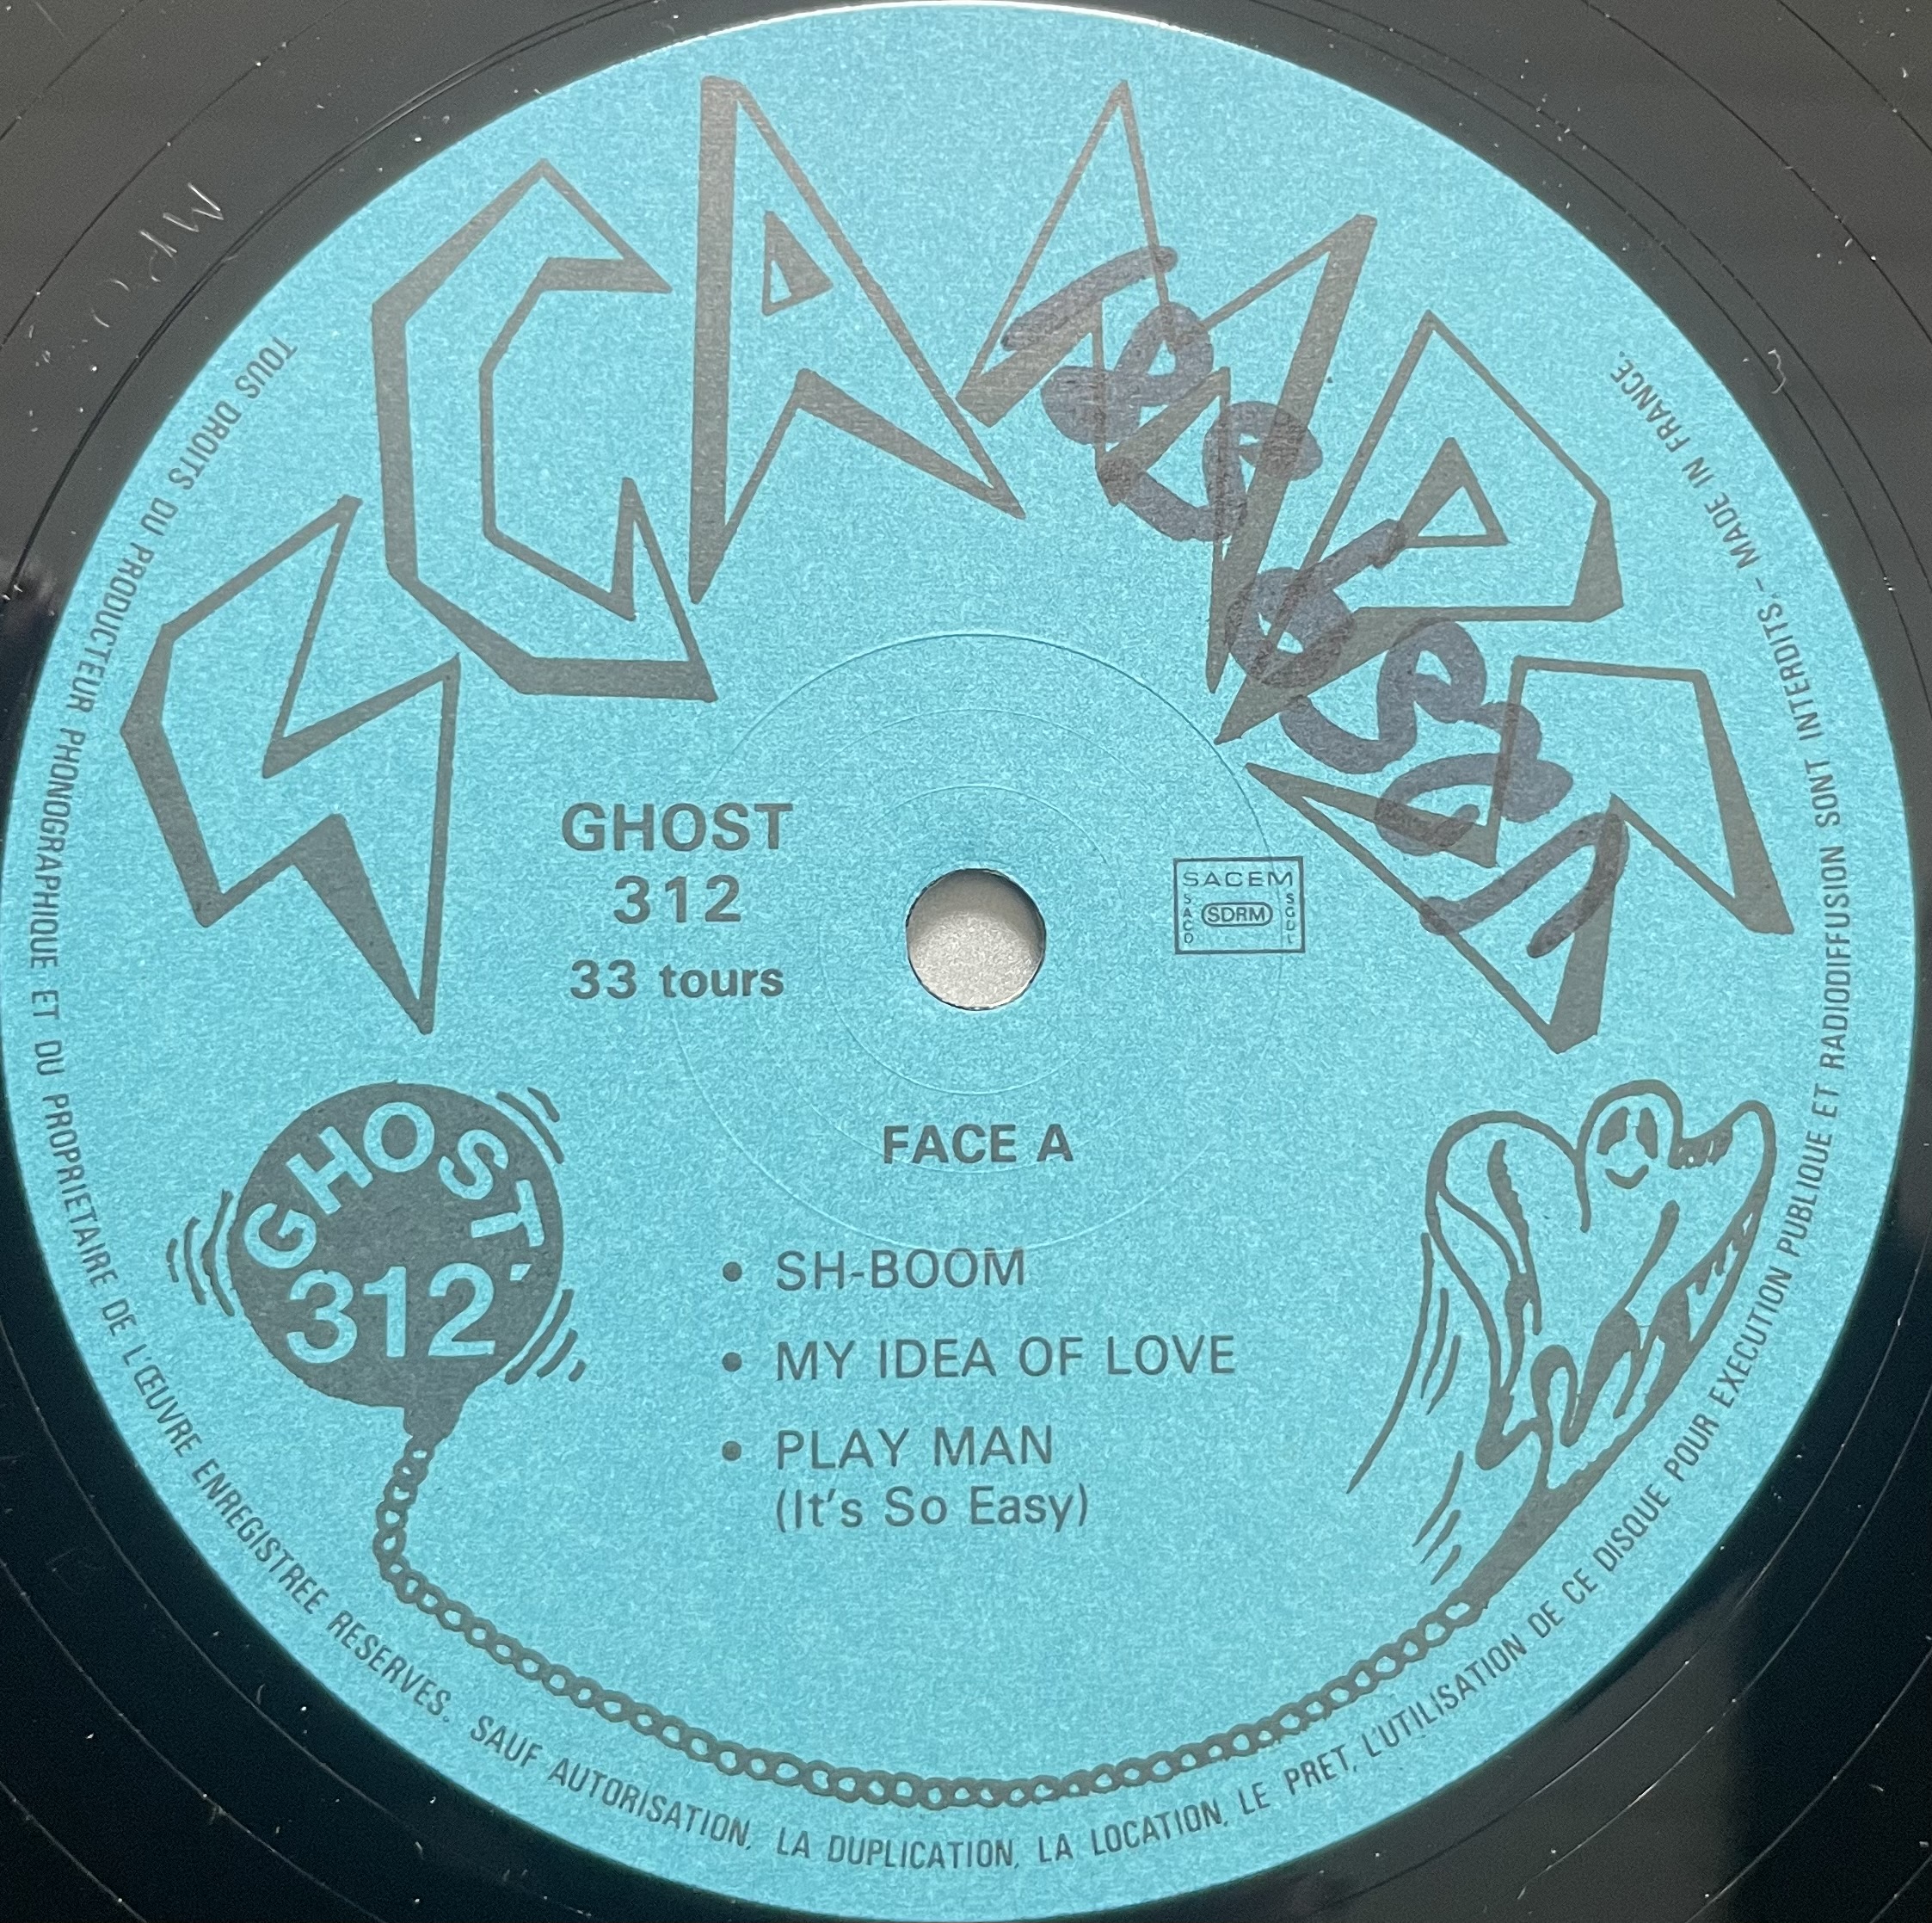 SCAMPS
GHOST
312
33 tours
SACEM
SACD
SDRM
SGDL
FACE A
GHOST
312
• SH-BOOM
• MY IDEA OF LOVE
• PLAY MAN
(It's So Easy)
TOUS DROITS DU PRODUCTEUR PHONOGRAPHIQUE ET DU PROPRIETAIRE DE L'ŒUVRE ENREGISTREE RESERVES. SAUF AUTORISATION, LA DUPLICATION, LA LOCATION, LE PRET, L'UTILISATION DE CE DISQUE POUR EXECUTION PUBLIQUE ET RADIODIFFUSION SONT INTERDITS. - MADE IN FRANCE.